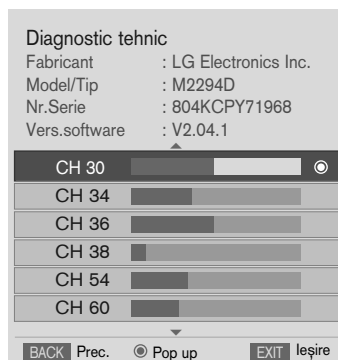 Diagnostic tehnic
Fabricant : LG Electronics Inc.
Model/Tip : M2294D
Nr.Serie : 804KCPY71968
Vers.software : V2.04.1
CH 30
CH 34
CH 36
CH 38
CH 54
CH 60
BACK Prec. Pop up EXIT Ieşire